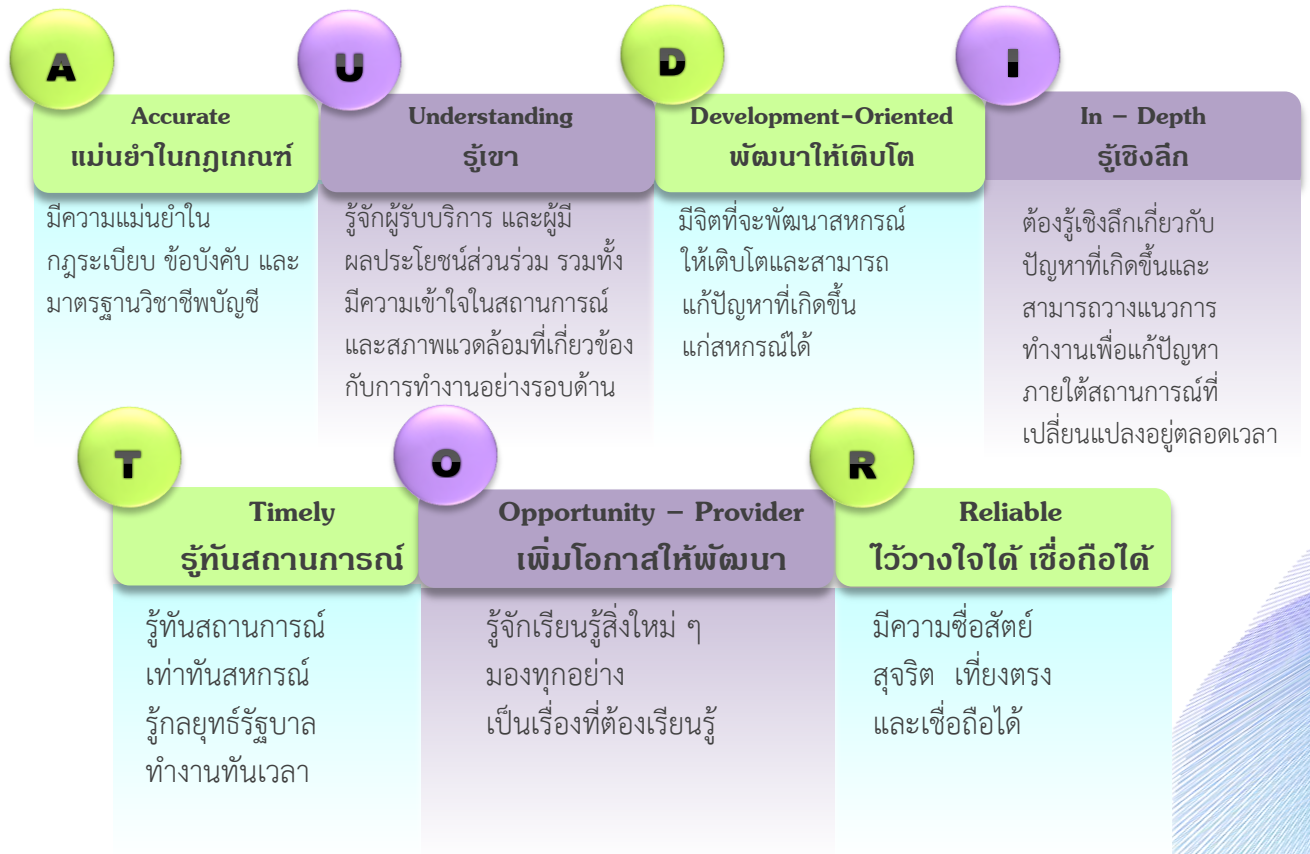 A
Accurate
แม่นยำในกฎเกณฑ์
มีความแม่นยำใน
กฎระเบียบ ข้อบังคับ และ
มาตรฐานวิชาชีพบัญชี
U
Understanding
รู้เขา
รู้จักผู้รับบริการ และผู้มี
ผลประโยชน์ส่วนร่วม รวมทั้ง
มีความเข้าใจในสถานการณ์
และสภาพแวดล้อมที่เกี่ยวข้อง
กับการทำงานอย่างรอบด้าน
D
Development-Oriented
พัฒนาให้เติบโต
มีจิตที่จะพัฒนาสหกรณ์
ให้เติบโตและสามารถ
แก้ปัญหาที่เกิดขึ้น
แก่สหกรณ์ได้
I
In – Depth
รู้เชิงลึก
ต้องรู้เชิงลึกเกี่ยวกับ
ปัญหาที่เกิดขึ้นและ
สามารถวางแนวการ
ทำงานเพื่อแก้ปัญหา
ภายใต้สถานการณ์ที่
เปลี่ยนแปลงอยู่ตลอดเวลา
T
Timely
รู้ทันสถานการณ์
รู้ทันสถานการณ์
เท่าทันสหกรณ์
รู้กลยุทธ์รัฐบาล
ทำงานทันเวลา
O
Opportunity – Provider
เพิ่มโอกาสให้พัฒนา
รู้จักเรียนรู้สิ่งใหม่ ๆ
มองทุกอย่าง
เป็นเรื่องที่ต้องเรียนรู้
R
Reliable
ไว้วางใจได้ เชื่อถือได้
มีความซื่อสัตย์
สุจริต เที่ยงตรง
และเชื่อถือได้